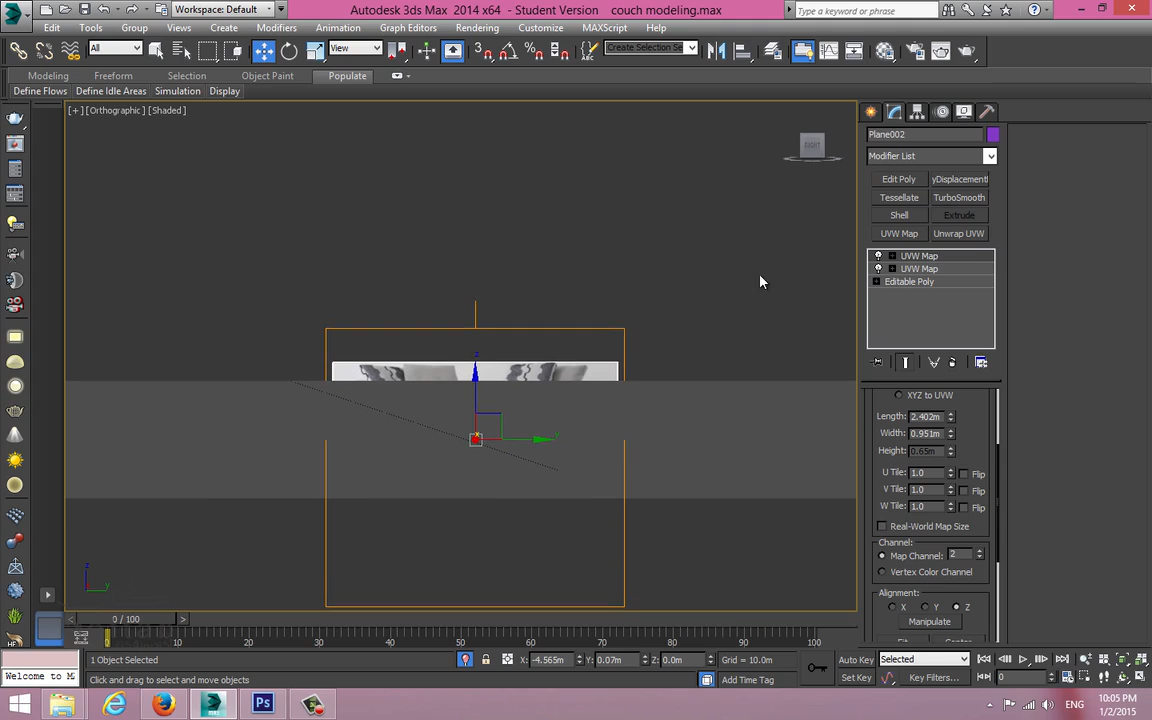 Workspace: Default
Autodesk 3ds Max 2014 x64 - Student Version couch modeling.max
Type a keyword or phrase
Edit Tools Group Views Create Modifiers Animation Graph Editors Rendering Customize MAXScript Help
All View Create Selection Se
Modeling Freeform Selection Object Paint Populate
Define Flows Define Idle Areas Simulation Display
[+] [Orthographic] [Shaded]
RIGHT
Plane002
Modifier List
Edit Poly yDisplacement
Tessellate TurboSmooth
Shell Extrude
UVW Map Unwrap UVW
UVW Map
UVW Map
Editable Poly
XYZ to UVW
Length: 2.402m
Width: 0.951m
Height: 0.65m
U Tile: 1.0 Flip
V Tile: 1.0 Flip
W Tile: 1.0 Flip
Real-World Map Size
Channel:
Map Channel: 2
Vertex Color Channel
Alignment:
X Y Z
Manipulate
z
y
z
y
0 / 100
10 20 30 40 50 60 70 80 90 100
1 Object Selected X: -4.565m Y: 0.07m Z: 0.0m Grid = 10.0m Auto Key Selected
Welcome to M Click and drag to select and move objects Add Time Tag Set Key Key Filters... 0
Ps ENG 10:05 PM
1/2/2015